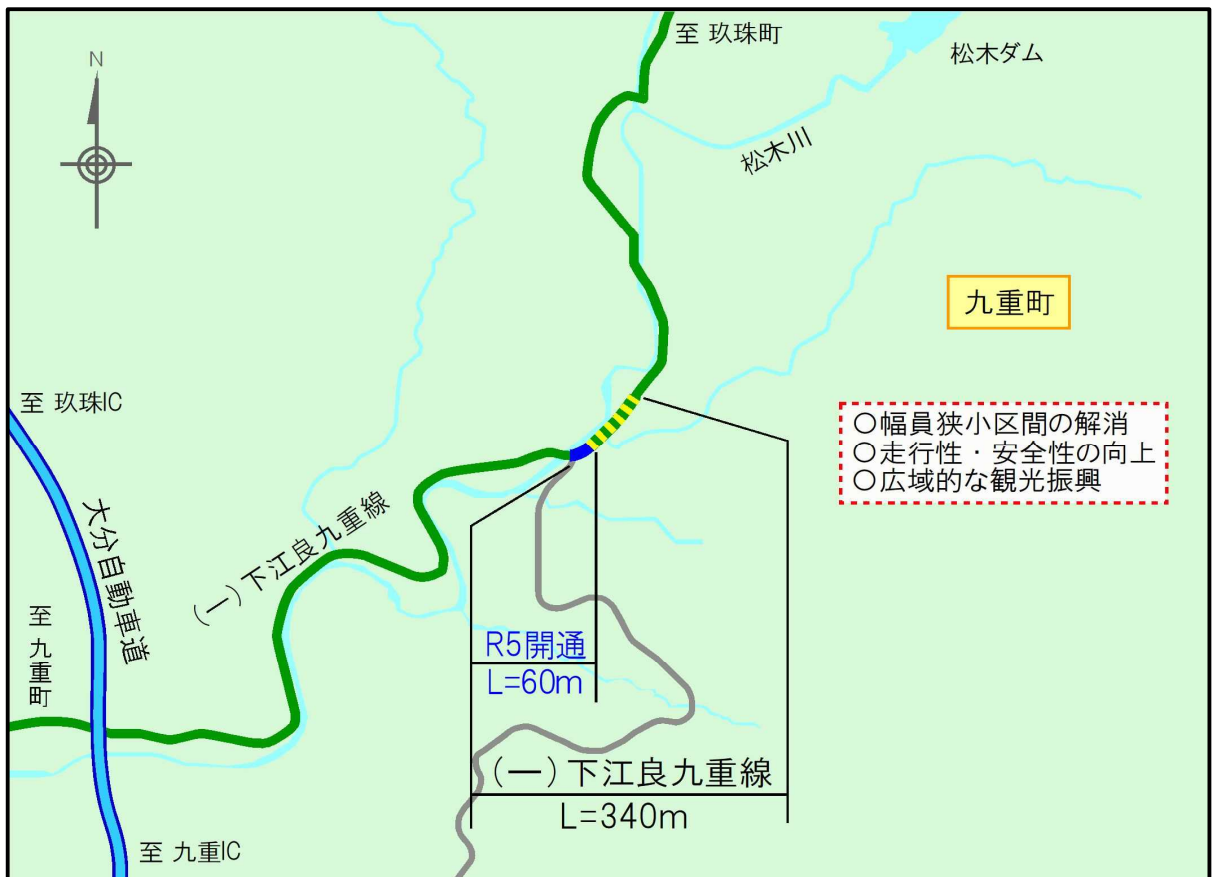 N
至 玖珠町
松木ダム
松木川
九重町
至 玖珠IC
○幅員狭小区間の解消
○走行性・安全性の向上
○広域的な観光振興
大分自動車道
(一)下江良九重線
至 九重町
R5開通
L=60m
(一)下江良九重線
L=340m
至 九重IC